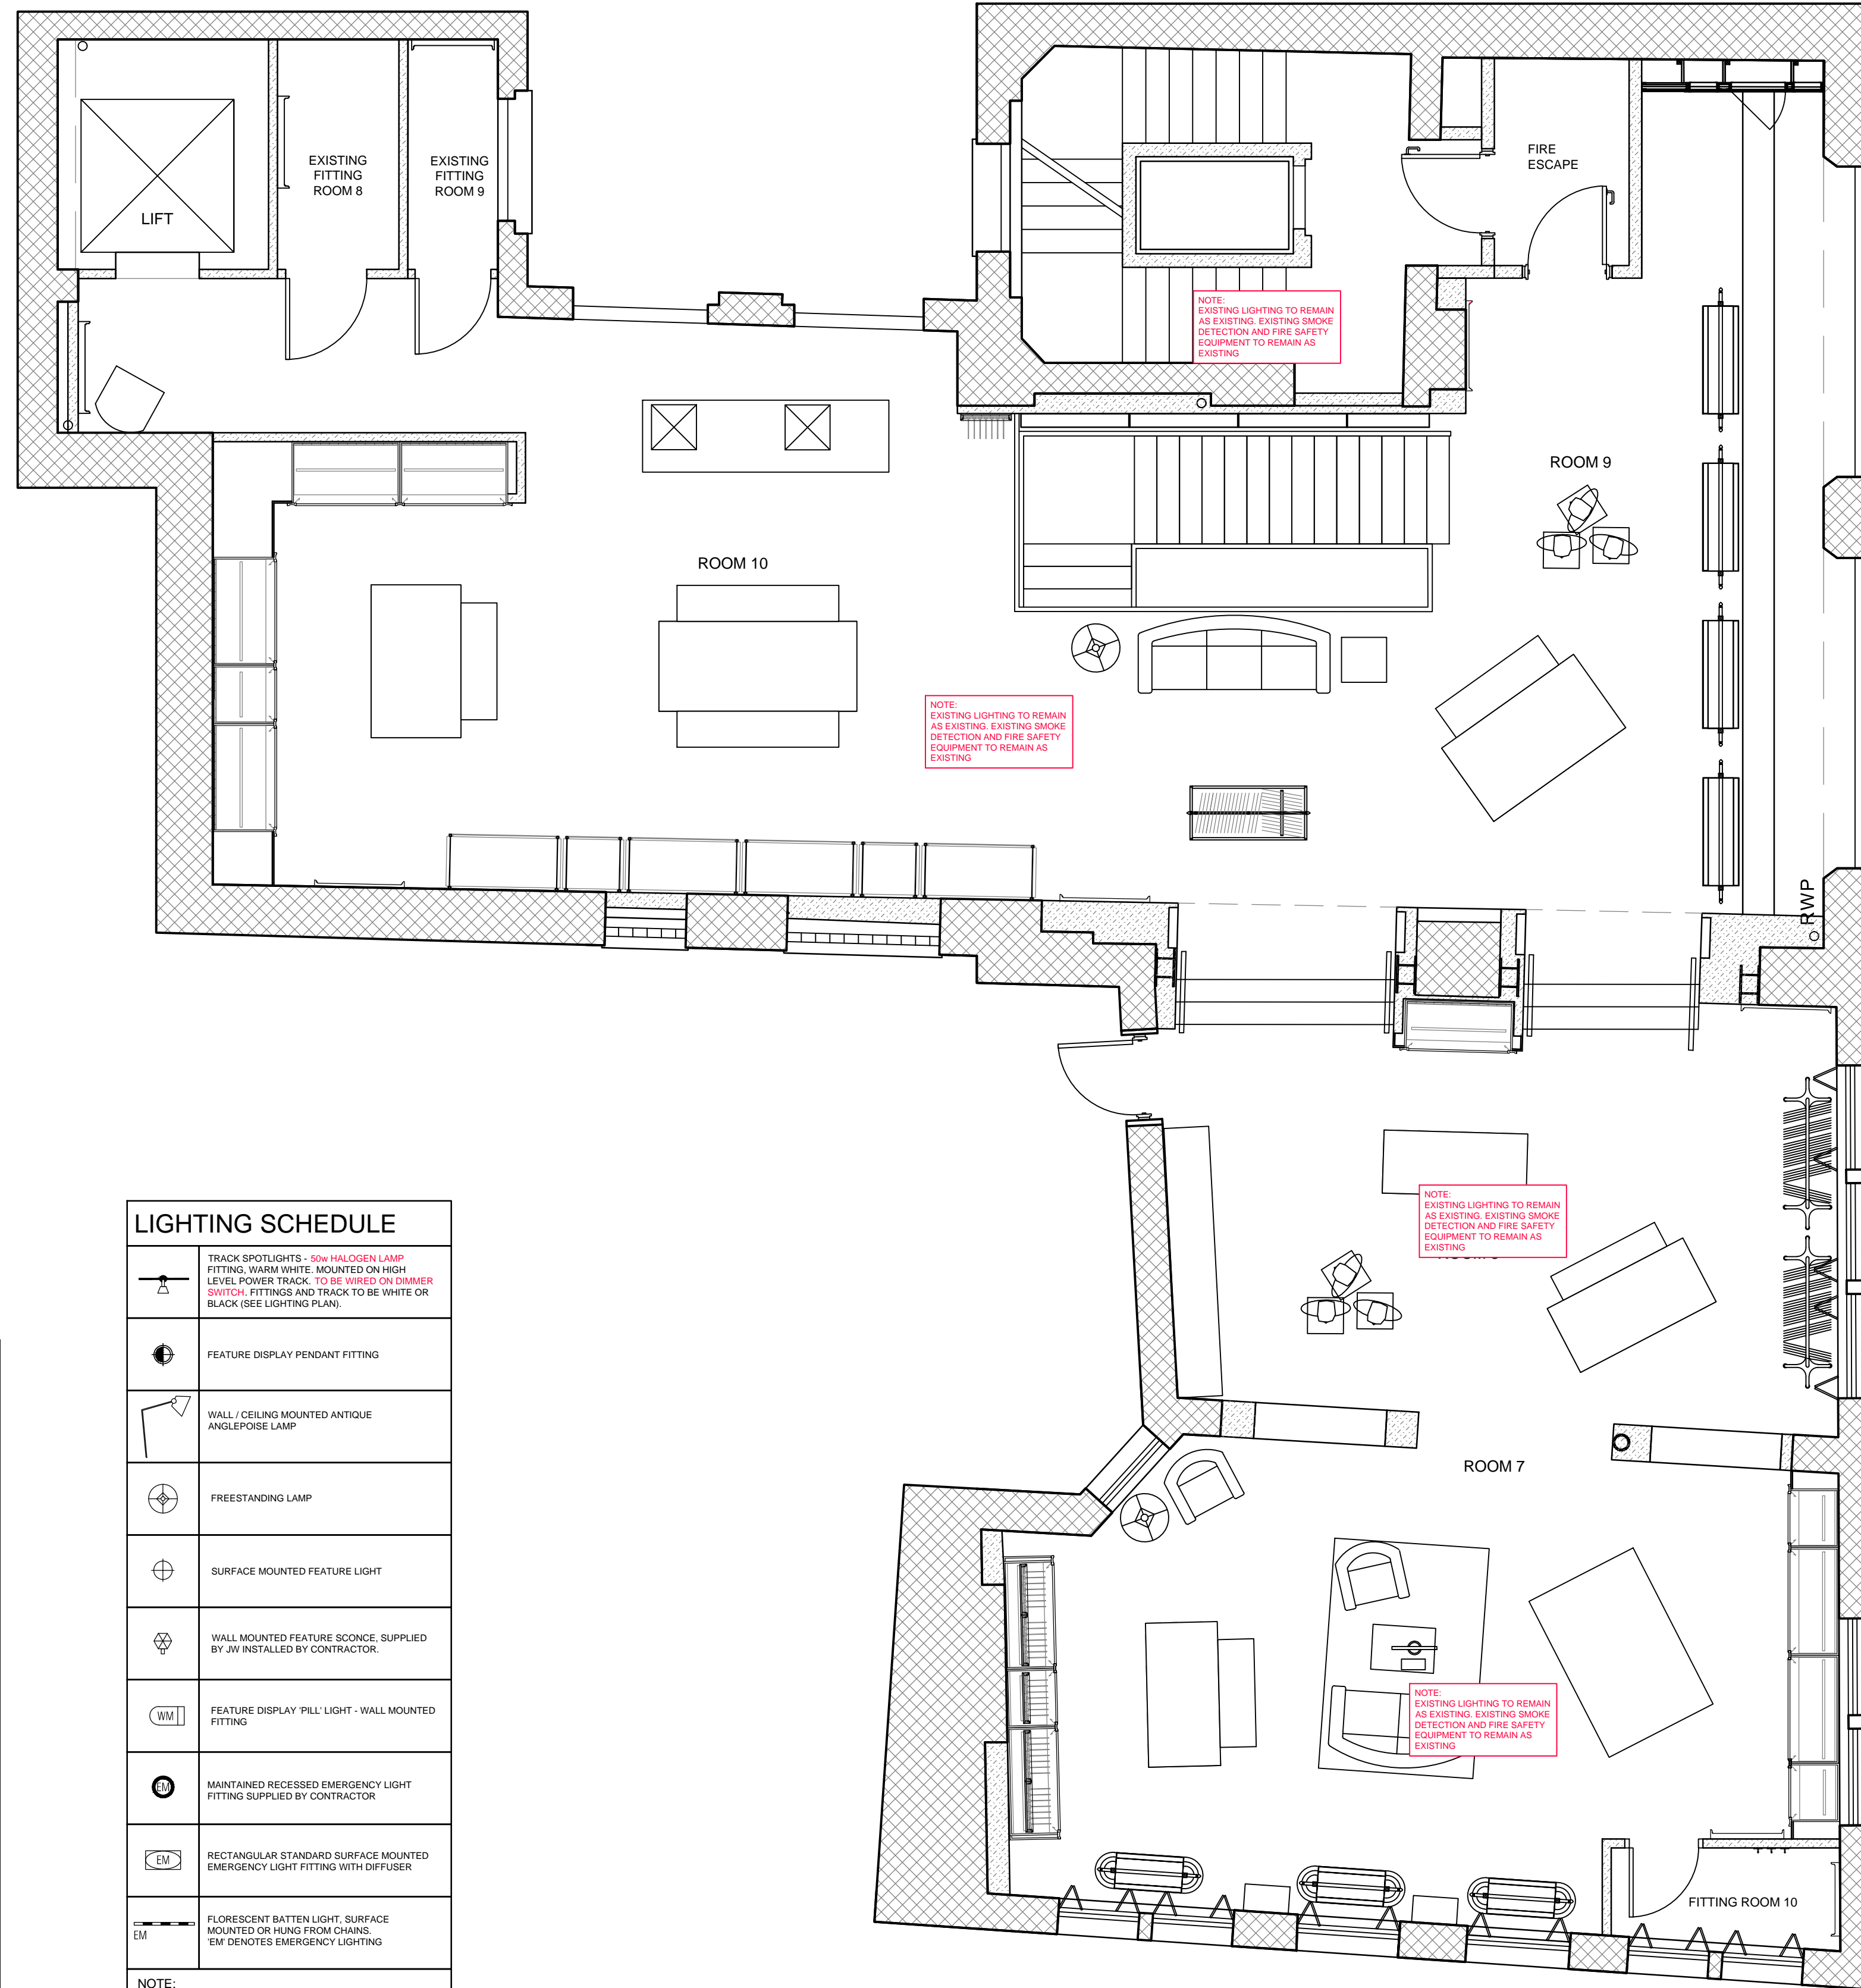 EXISTING
FITTING
ROOM 8
EXISTING
FITTING
ROOM 9
LIFT
FIRE
ESCAPE
NOTE:
EXISTING LIGHTING TO REMAIN
AS EXISTING. EXISTING SMOKE
DETECTION AND FIRE SAFETY
EQUIPMENT TO REMAIN AS
EXISTING
ROOM 9
ROOM 10
NOTE:
EXISTING LIGHTING TO REMAIN
AS EXISTING. EXISTING SMOKE
DETECTION AND FIRE SAFETY
EQUIPMENT TO REMAIN AS
EXISTING
RWP
NOTE:
EXISTING LIGHTING TO REMAIN
AS EXISTING. EXISTING SMOKE
DETECTION AND FIRE SAFETY
EQUIPMENT TO REMAIN AS
EXISTING
ROOM 7
NOTE:
EXISTING LIGHTING TO REMAIN
AS EXISTING. EXISTING SMOKE
DETECTION AND FIRE SAFETY
EQUIPMENT TO REMAIN AS
EXISTING
FITTING ROOM 10
LIGHTING SCHEDULE
TRACK SPOTLIGHTS - 50w HALOGEN LAMP
FITTING, WARM WHITE. MOUNTED ON HIGH
LEVEL POWER TRACK. TO BE WIRED ON DIMMER
SWITCH. FITTINGS AND TRACK TO BE WHITE OR
BLACK (SEE LIGHTING PLAN).
FEATURE DISPLAY PENDANT FITTING
WALL / CEILING MOUNTED ANTIQUE
ANGLEPOISE LAMP
FREESTANDING LAMP
SURFACE MOUNTED FEATURE LIGHT
WALL MOUNTED FEATURE SCONCE, SUPPLIED
BY JW INSTALLED BY CONTRACTOR.
WM
FEATURE DISPLAY 'PILL' LIGHT - WALL MOUNTED
FITTING
EM
MAINTAINED RECESSED EMERGENCY LIGHT
FITTING SUPPLIED BY CONTRACTOR
EM
RECTANGULAR STANDARD SURFACE MOUNTED
EMERGENCY LIGHT FITTING WITH DIFFUSER
EM
FLORESCENT BATTEN LIGHT, SURFACE
MOUNTED OR HUNG FROM CHAINS.
'EM' DENOTES EMERGENCY LIGHTING
NOTE: